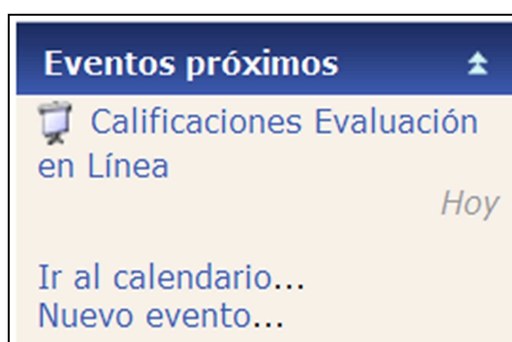 Eventos próximos
Calificaciones Evaluación
en Línea
Hoy
Ir al calendario...
Nuevo evento...